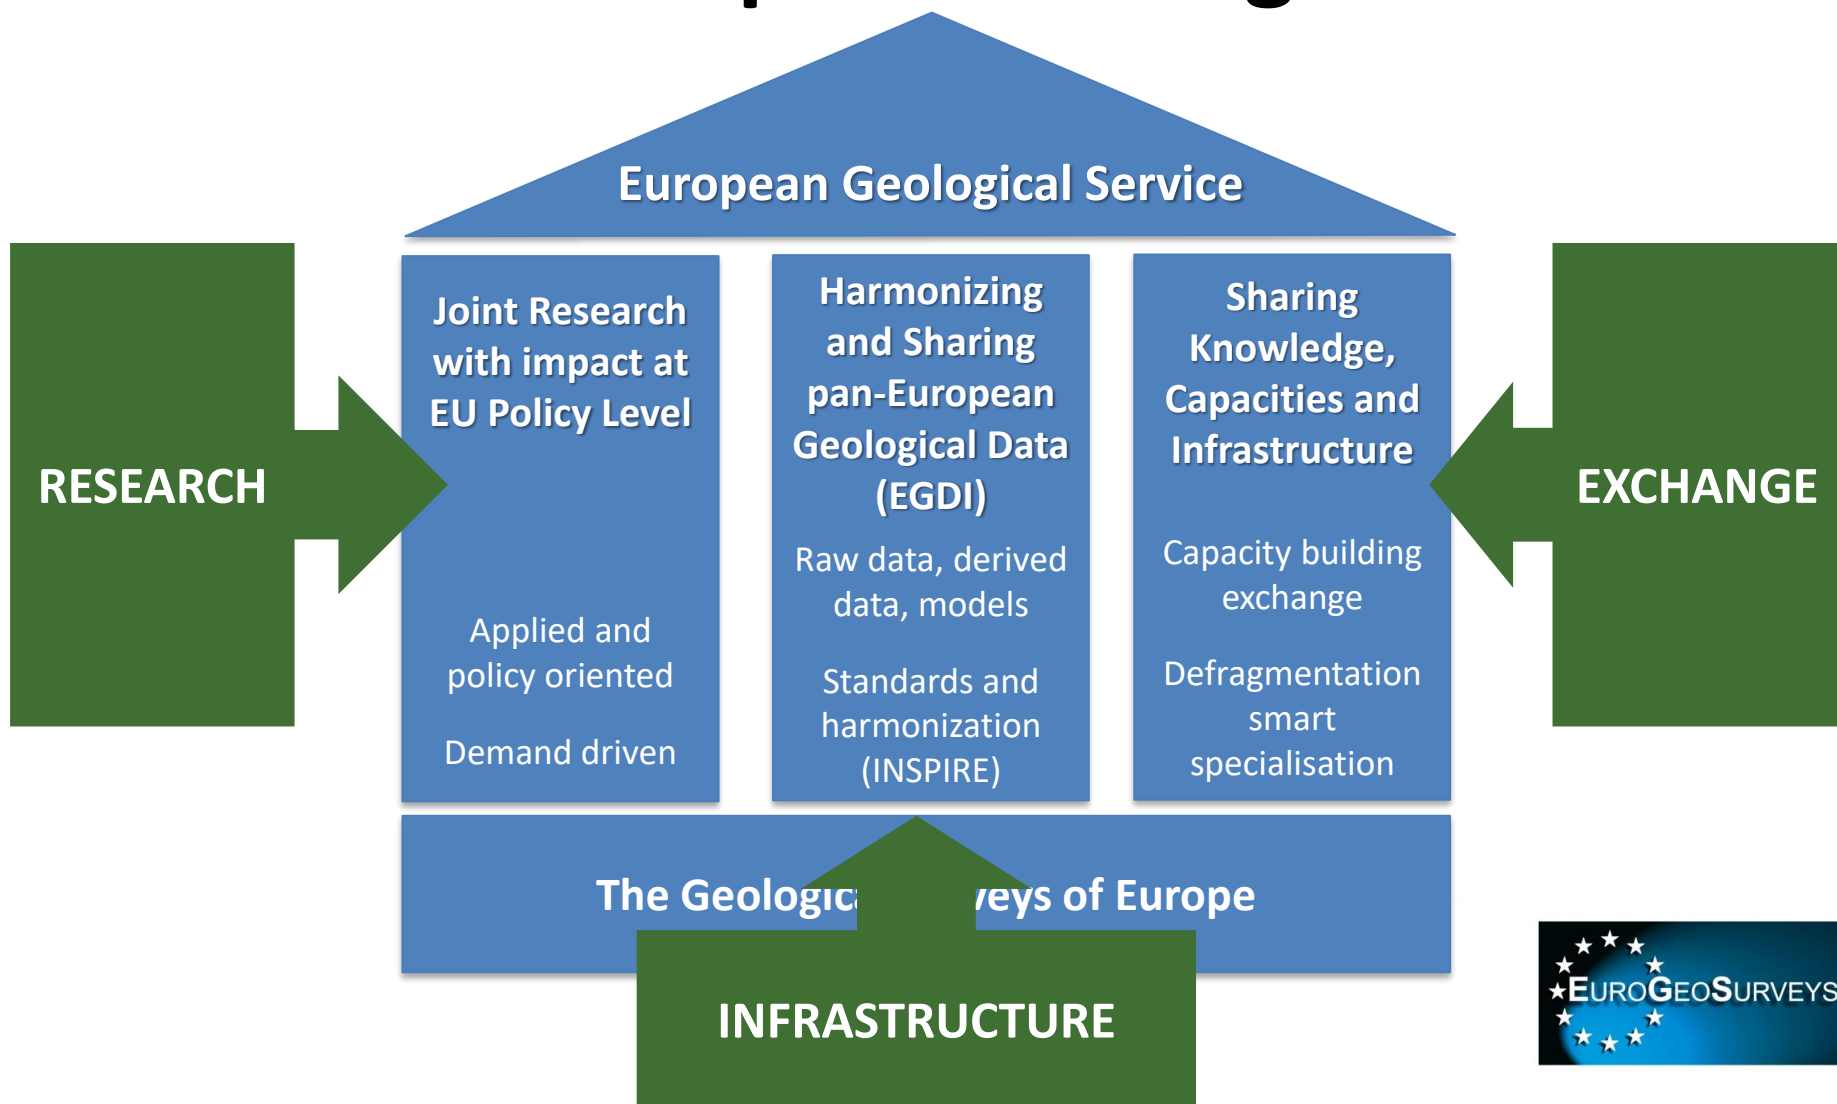 European Geological Service
Joint Research
with impact at
EU Policy Level
Applied and
policy oriented
Demand driven
Harmonizing
and Sharing
pan-European
Geological Data
(EGDI)
Raw data, derived
data, models
Standards and
harmonization
(INSPIRE)
Sharing
Knowledge,
Capacities and
Infrastructure
Capacity building
exchange
Defragmentation
smart
specialisation
RESEARCH
EXCHANGE
The of Europe
INFRASTRUCTURE
EUROGEOSURVEYS